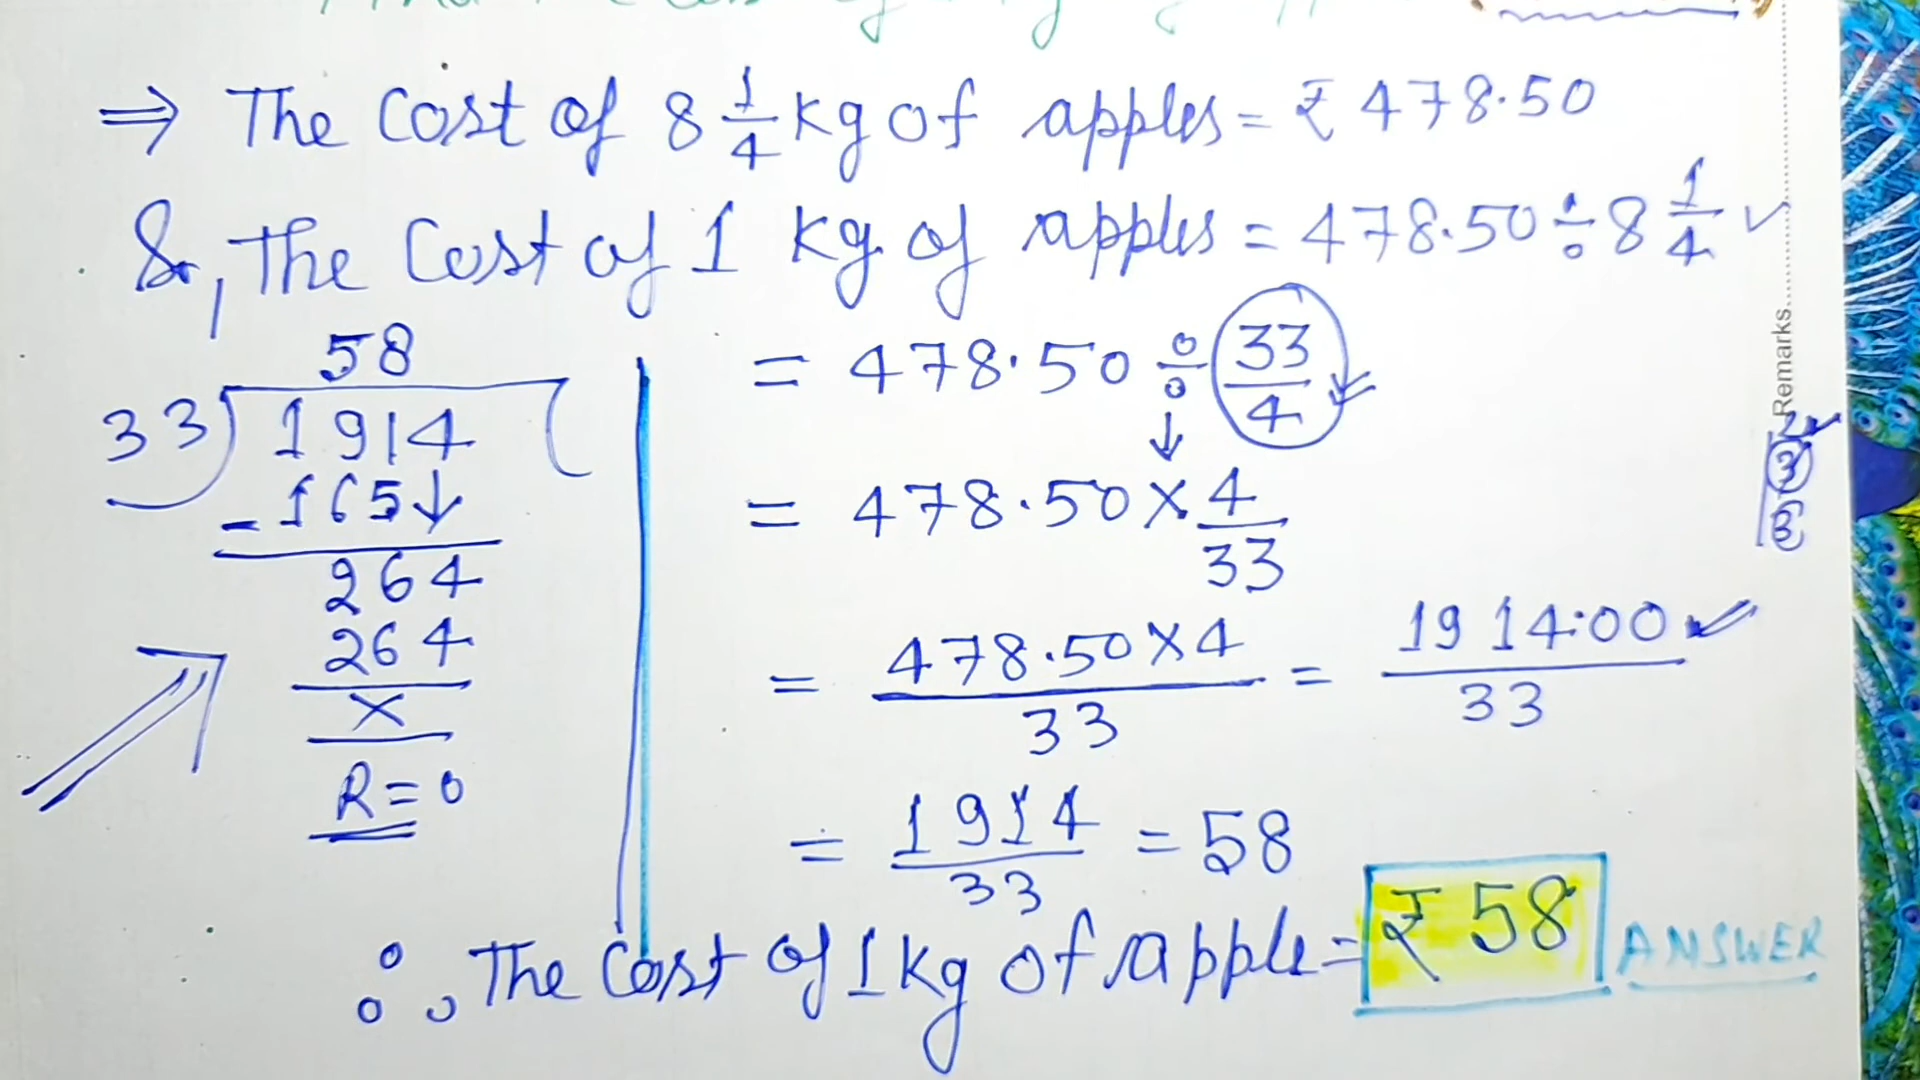 ⇒ The Cost of 8 1/4 kg of apples = ₹ 478.50
So, The Cost of 1 kg of apples = 478.50 ÷ 8 1/4 ✓
= 478.50 ÷ 33/4
↓
= 478.50 × 4/33
= 478.50×4/33 = 1914.00/33 ✓
= 1914/33 = 58
58
33) 1914 (
-165↓
264
264
×
R=0
∴, The Cost of 1 kg of apple = ₹ 58 ANSWER
Remarks